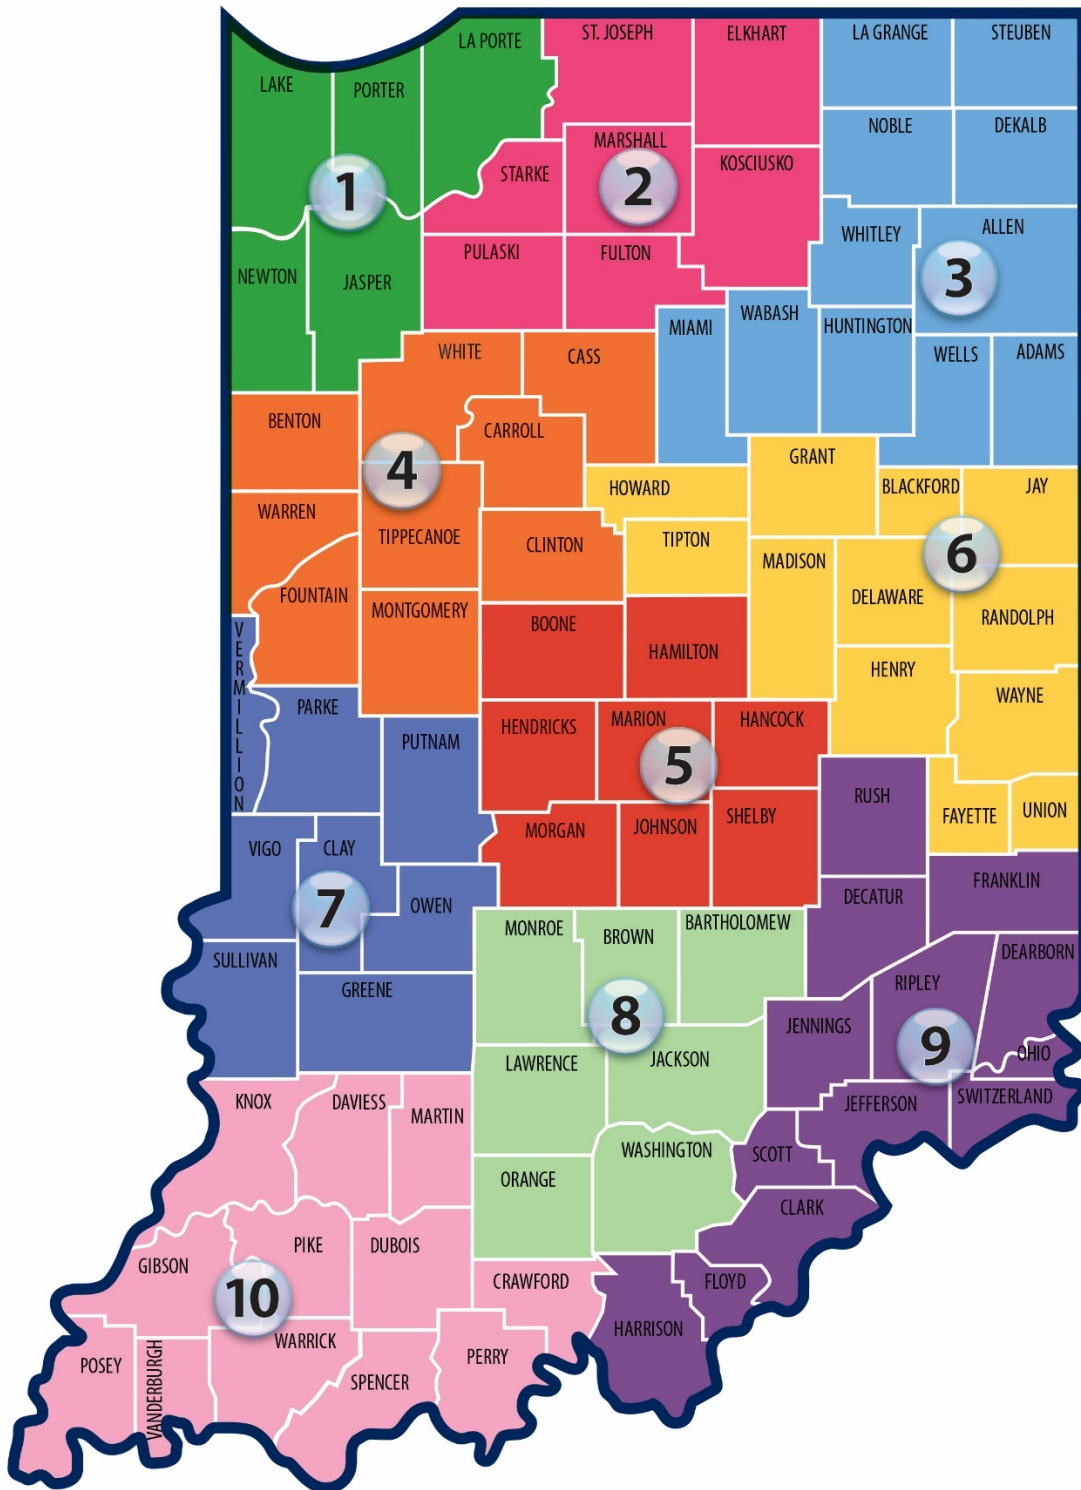 ST. JOSEPH
ELKHART
LA GRANGE
STEUBEN
LA PORTE
LAKE
PORTER
NOBLE
DEKALB
MARSHALL
KOSCIUSKO
STARKE
1
2
ALLEN
WHITLEY
PULASKI
FULTON
3
NEWTON
JASPER
MIAMI
WABASH
HUNTINGTON
WHITE
CASS
WELLS
ADAMS
BENTON
CARROLL
4
GRANT
HOWARD
BLACKFORD
JAY
WARREN
TIPPECANOE
CLINTON
TIPTON
MADISON
6
FOUNTAIN
MONTGOMERY
DELAWARE
RANDOLPH
BOONE
HAMILTON
VERMILLION
HENRY
WAYNE
PARKE
PUTNAM
HENDRICKS
MARION
HANCOCK
5
RUSH
FAYETTE
UNION
VIGO
CLAY
MORGAN
JOHNSON
SHELBY
FRANKLIN
7
OWEN
DECATUR
MONROE
BROWN
BARTHOLOMEW
SULLIVAN
GREENE
DEARBORN
RIPLEY
8
JENNINGS
9
OHIO
LAWRENCE
JACKSON
KNOX
DAVIESS
MARTIN
JEFFERSON
SWITZERLAND
WASHINGTON
SCOTT
ORANGE
CLARK
GIBSON
PIKE
DUBOIS
10
CRAWFORD
FLOYD
HARRISON
POSEY
VANDERBURGH
WARRICK
SPENCER
PERRY